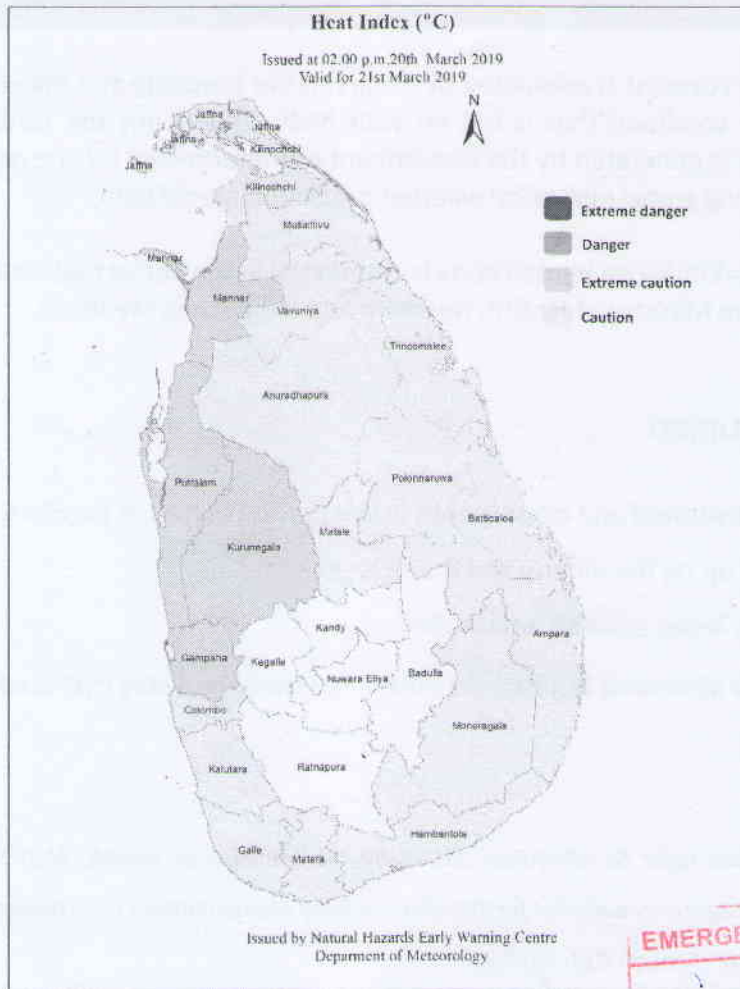 Heat Index (°C)
Issued at 02.00 p.m.20th March 2019
Valid for 21st March 2019
N
Jaffna
Jaffna
Jaffna
Jaffna
Kilinochchi
Kilinochchi
Mullaitivu
Mannar
Mannar
Vavuniya
Trincomalee
Anuradhapura
Extreme danger
Danger
Extreme caution
Caution
Puttalam
Polonnaruwa
Batticaloa
Matale
Kurunegala
Ampara
Kandy
Gampaha
Kegalle
Nuwara Eliya
Badulla
Colombo
Moneragala
Kalutara
Ratnapura
Hambantota
Galle
Matara
Issued by Natural Hazards Early Warning Centre
Deparment of Meteorology
EMERGE